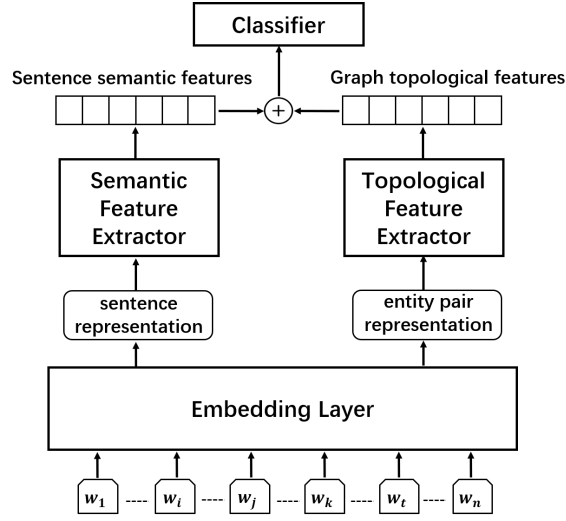 Classifier
Sentence semantic features
Graph topological features
+
Semantic
Feature
Extractor
Topological
Feature
Extractor
sentence
representation
entity pair
representation
Embedding Layer
w₁ ---- wᵢ ---- wⱼ ---- wₖ ---- wₜ ---- wₙ